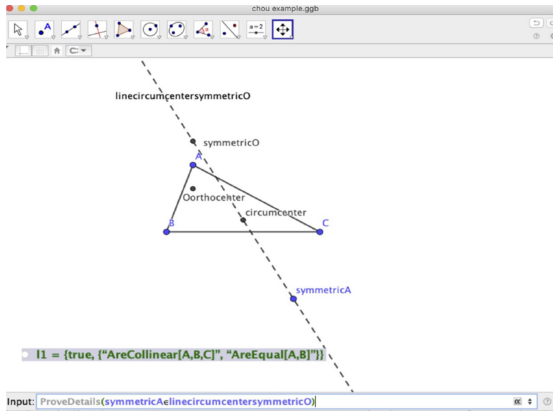 chou example.ggb
A
a=2
linecircumcentersymmetricO
symmetricO
A
Oorthocenter
B
circumcenter
C
symmetricA
l1 = {true, {“AreCollinear[A,B,C]”, “AreEqual[A,B]”}}
Input: ProveDetails(symmetricA∈linecircumcentersymmetricO)